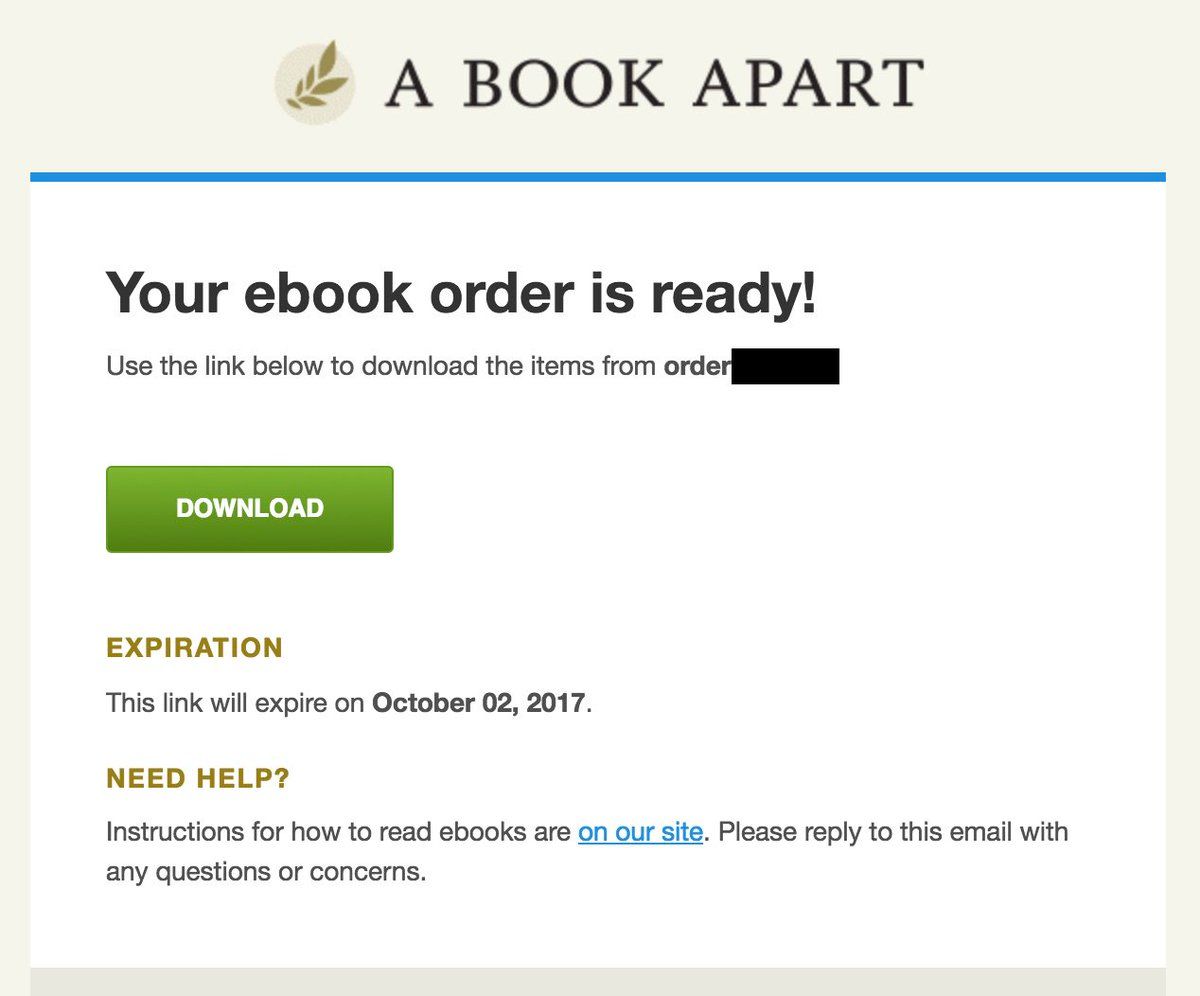 A BOOK APART
Your ebook order is ready!
Use the link below to download the items from order
DOWNLOAD
EXPIRATION
This link will expire on October 02, 2017.
NEED HELP?
Instructions for how to read ebooks are on our site. Please reply to this email with
any questions or concerns.